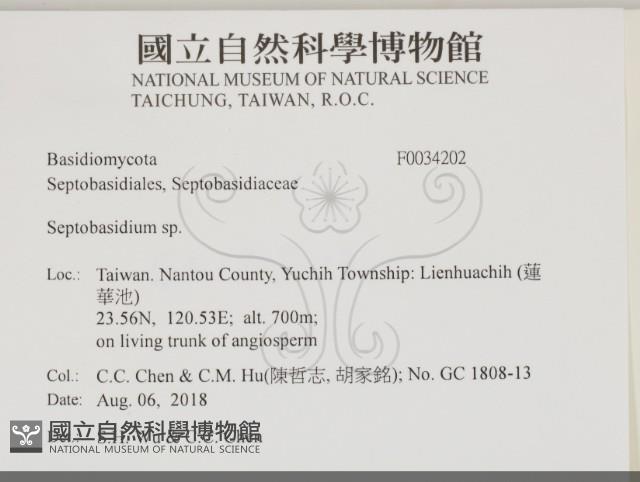 國立自然科學博物館
NATIONAL MUSEUM OF NATURAL SCIENCE
TAICHUNG, TAIWAN, R.O.C.
Basidiomycota F0034202
Septobasidiales, Septobasidiaceae
Septobasidium sp.
Loc.: Taiwan. Nantou County, Yuchih Township: Lienhuachih (蓮
華池)
23.56N, 120.53E; alt. 700m;
on living trunk of angiosperm
Col.: C.C. Chen & C.M. Hu(陳哲志, 胡家銘); No. GC 1808-13
Date: Aug. 06, 2018
國立自然科學博物館
NATIONAL MUSEUM OF NATURAL SCIENCE